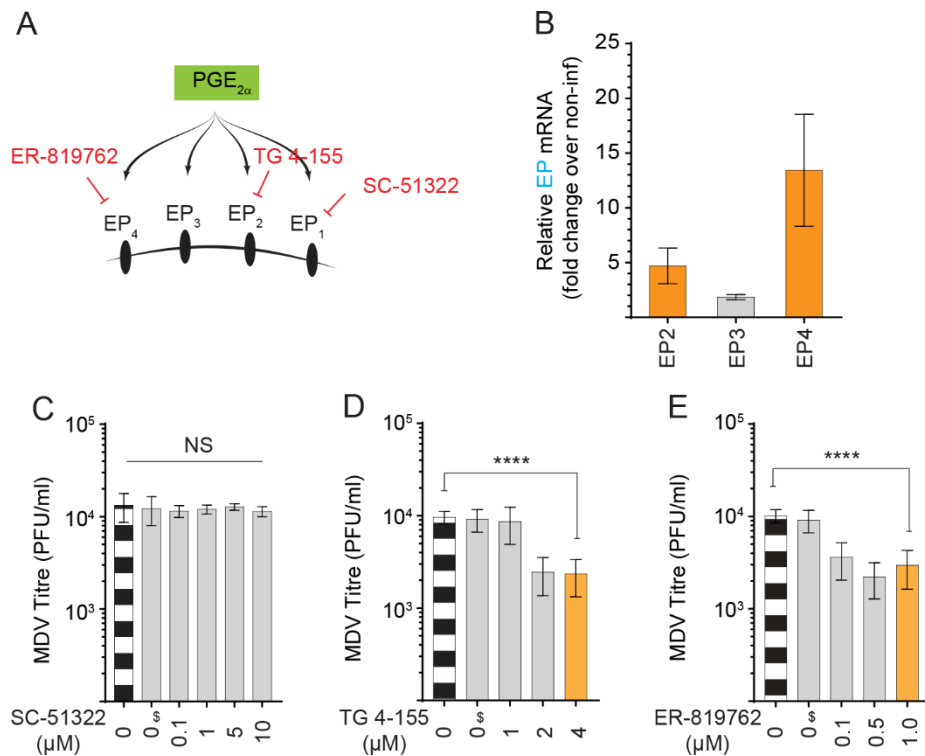 A
PGE2α
ER-819762
TG 4-155
SC-51322
EP4
EP3
EP2
EP1
B
Relative EP mRNA
(fold change over non-inf)
25
20
15
10
5
EP2
EP3
EP4
C
MDV Titre (PFU/ml)
10^5
10^4
10^3
NS
SC-51322
(µM)
0
0 $
0.1
1
5
10
D
MDV Titre (PFU/ml)
10^5
10^4
10^3
****
TG 4-155
(µM)
0
0 $
1
2
4
E
MDV Titre (PFU/ml)
10^5
10^4
10^3
****
ER-819762
(µM)
0
0 $
0.1
0.5
1.0